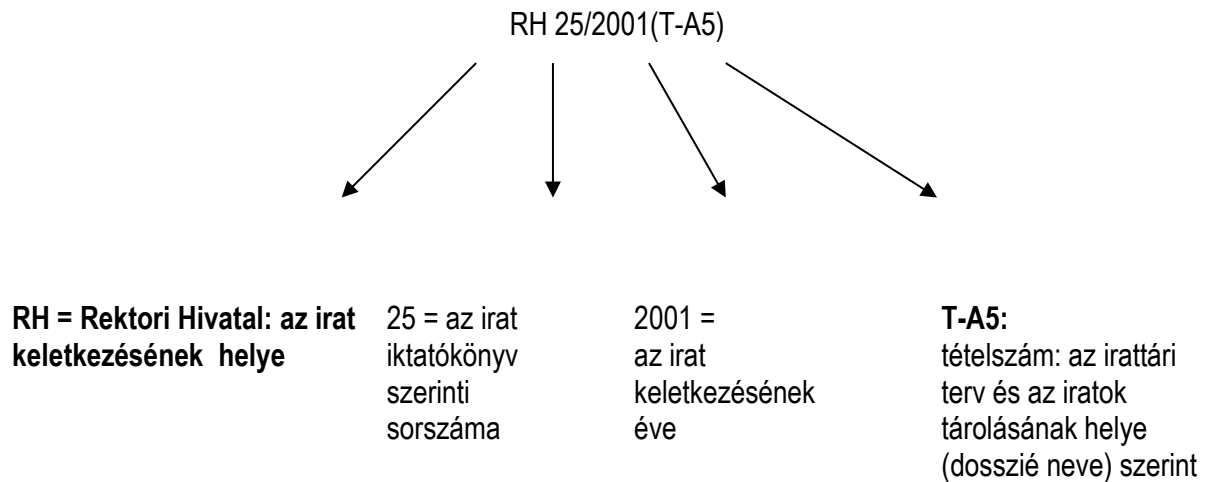 RH 25/2001(T-A5)
RH = Rektori Hivatal: az irat
keletkezésének helye
25 = az irat
iktatókönyv
szerinti
sorszáma
2001 =
az irat
keletkezésének
éve
T-A5:
tételszám: az irattári
terv és az iratok
tárolásának helye
(dosszié neve) szerint